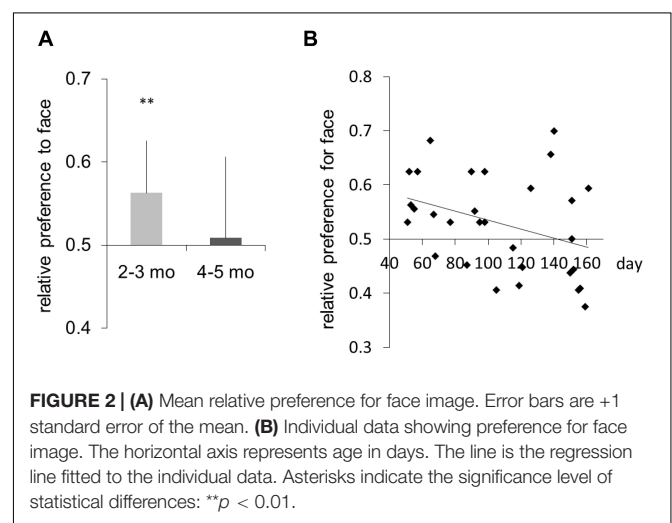 A
B
0.7
0.6
0.5
0.4
relative preference to face
**
2-3 mo
4-5 mo
0.8
0.7
0.6
0.5
0.4
0.3
relative preference for face
40 60 80 100 120 140 160 day
FIGURE 2 | (A) Mean relative preference for face image. Error bars are +1
standard error of the mean. (B) Individual data showing preference for face
image. The horizontal axis represents age in days. The line is the regression
line fitted to the individual data. Asterisks indicate the significance level of
statistical differences: **p < 0.01.